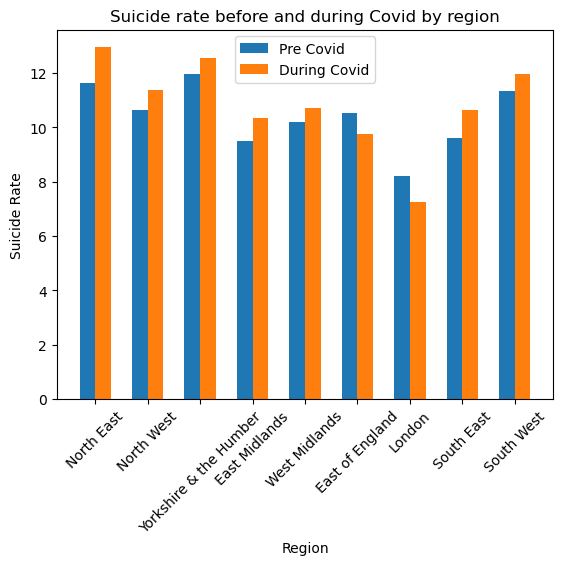 Suicide rate before and during Covid by region
Pre Covid
During Covid
Suicide Rate
12
10
8
6
4
2
0
North East
North West
Yorkshire & the Humber
East Midlands
West Midlands
East of England
London
South East
South West
Region